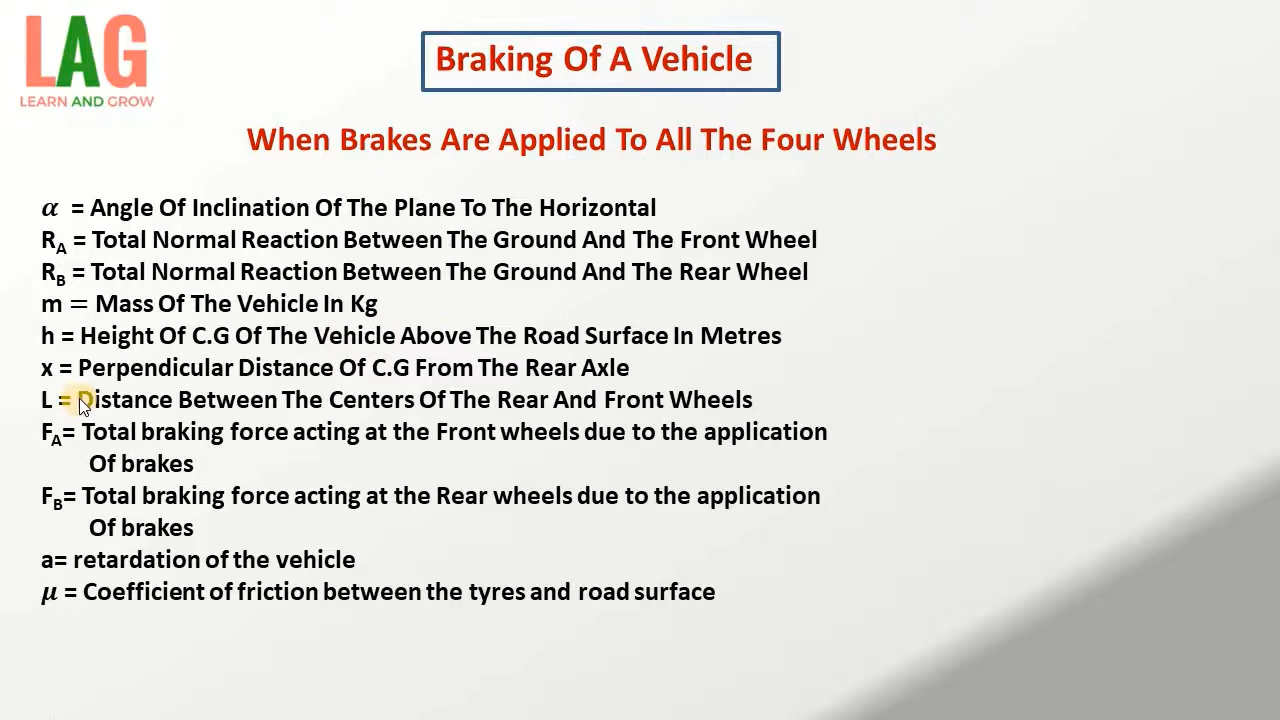 LAG
LEARN AND GROW
Braking Of A Vehicle
When Brakes Are Applied To All The Four Wheels
α = Angle Of Inclination Of The Plane To The Horizontal
R_A = Total Normal Reaction Between The Ground And The Front Wheel
R_B = Total Normal Reaction Between The Ground And The Rear Wheel
m = Mass Of The Vehicle In Kg
h = Height Of C.G Of The Vehicle Above The Road Surface In Metres
x = Perpendicular Distance Of C.G From The Rear Axle
L = Distance Between The Centers Of The Rear And Front Wheels
F_A= Total braking force acting at the Front wheels due to the application
Of brakes
F_B= Total braking force acting at the Rear wheels due to the application
Of brakes
a= retardation of the vehicle
μ = Coefficient of friction between the tyres and road surface